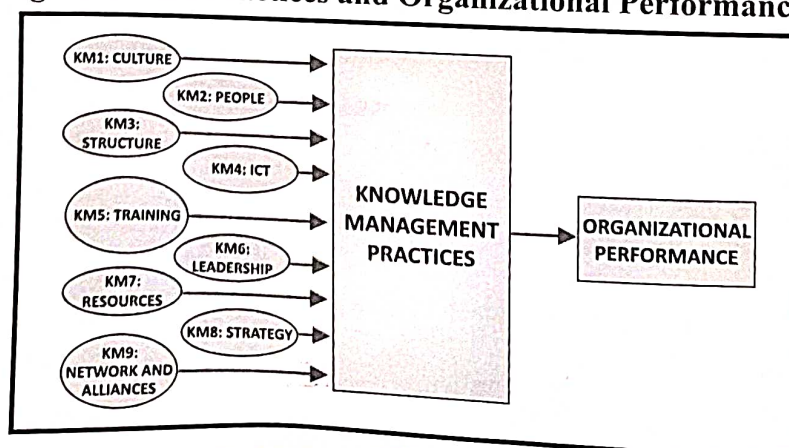 and Organizational Performanc
KM1: CULTURE
KM2: PEOPLE
KM3:
STRUCTURE
KM4: ICT
KM5: TRAINING
KM6:
LEADERSHIP
KM7:
RESOURCES
KM8: STRATEGY
KM9:
NETWORK AND
ALLIANCES
KNOWLEDGE
MANAGEMENT
PRACTICES
ORGANIZATIONAL
PERFORMANCE